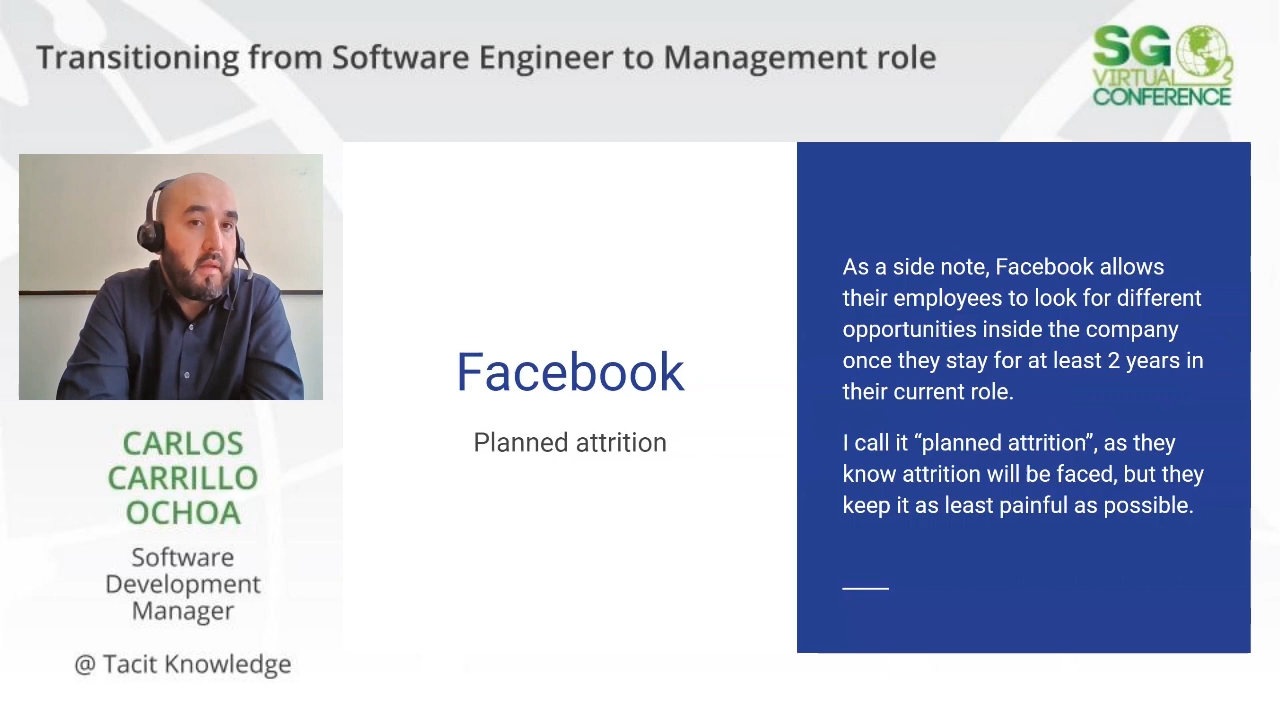 Transitioning from Software Engineer to Management role
SG
VIRTUAL
CONFERENCE
CARLOS
CARRILLO
OCHOA
Software
Development
Manager
@ Tacit Knowledge
Facebook
Planned attrition
As a side note, Facebook allows
their employees to look for different
opportunities inside the company
once they stay for at least 2 years in
their current role.
I call it “planned attrition”, as they
know attrition will be faced, but they
keep it as least painful as possible.